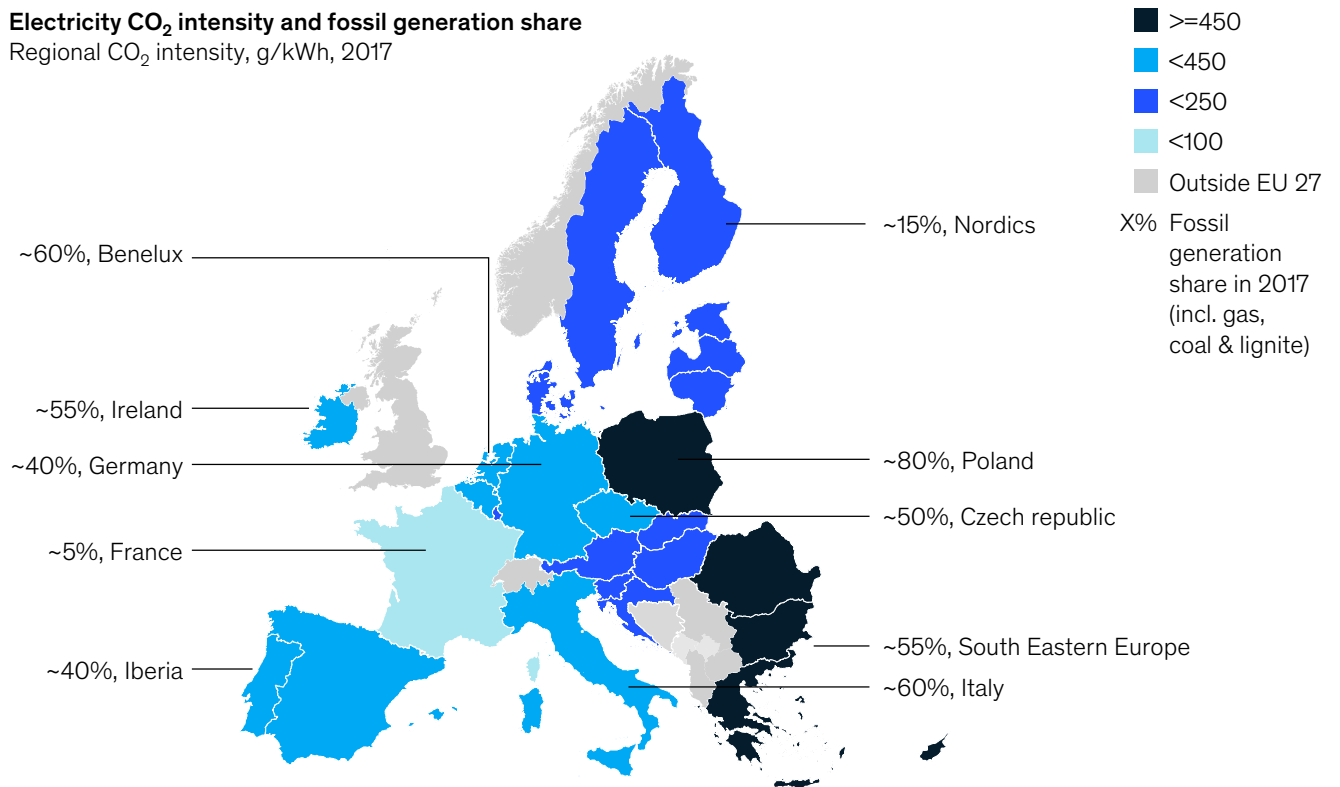 Electricity CO₂ intensity and fossil generation share
Regional CO₂ intensity, g/kWh, 2017
>=450
<450
<250
<100
Outside EU 27
X% Fossil
generation
share in 2017
(incl. gas,
coal & lignite)
~15%, Nordics
~60%, Benelux
~55%, Ireland
~40%, Germany
~80%, Poland
~50%, Czech republic
~5%, France
~55%, South Eastern Europe
~40%, Iberia
~60%, Italy